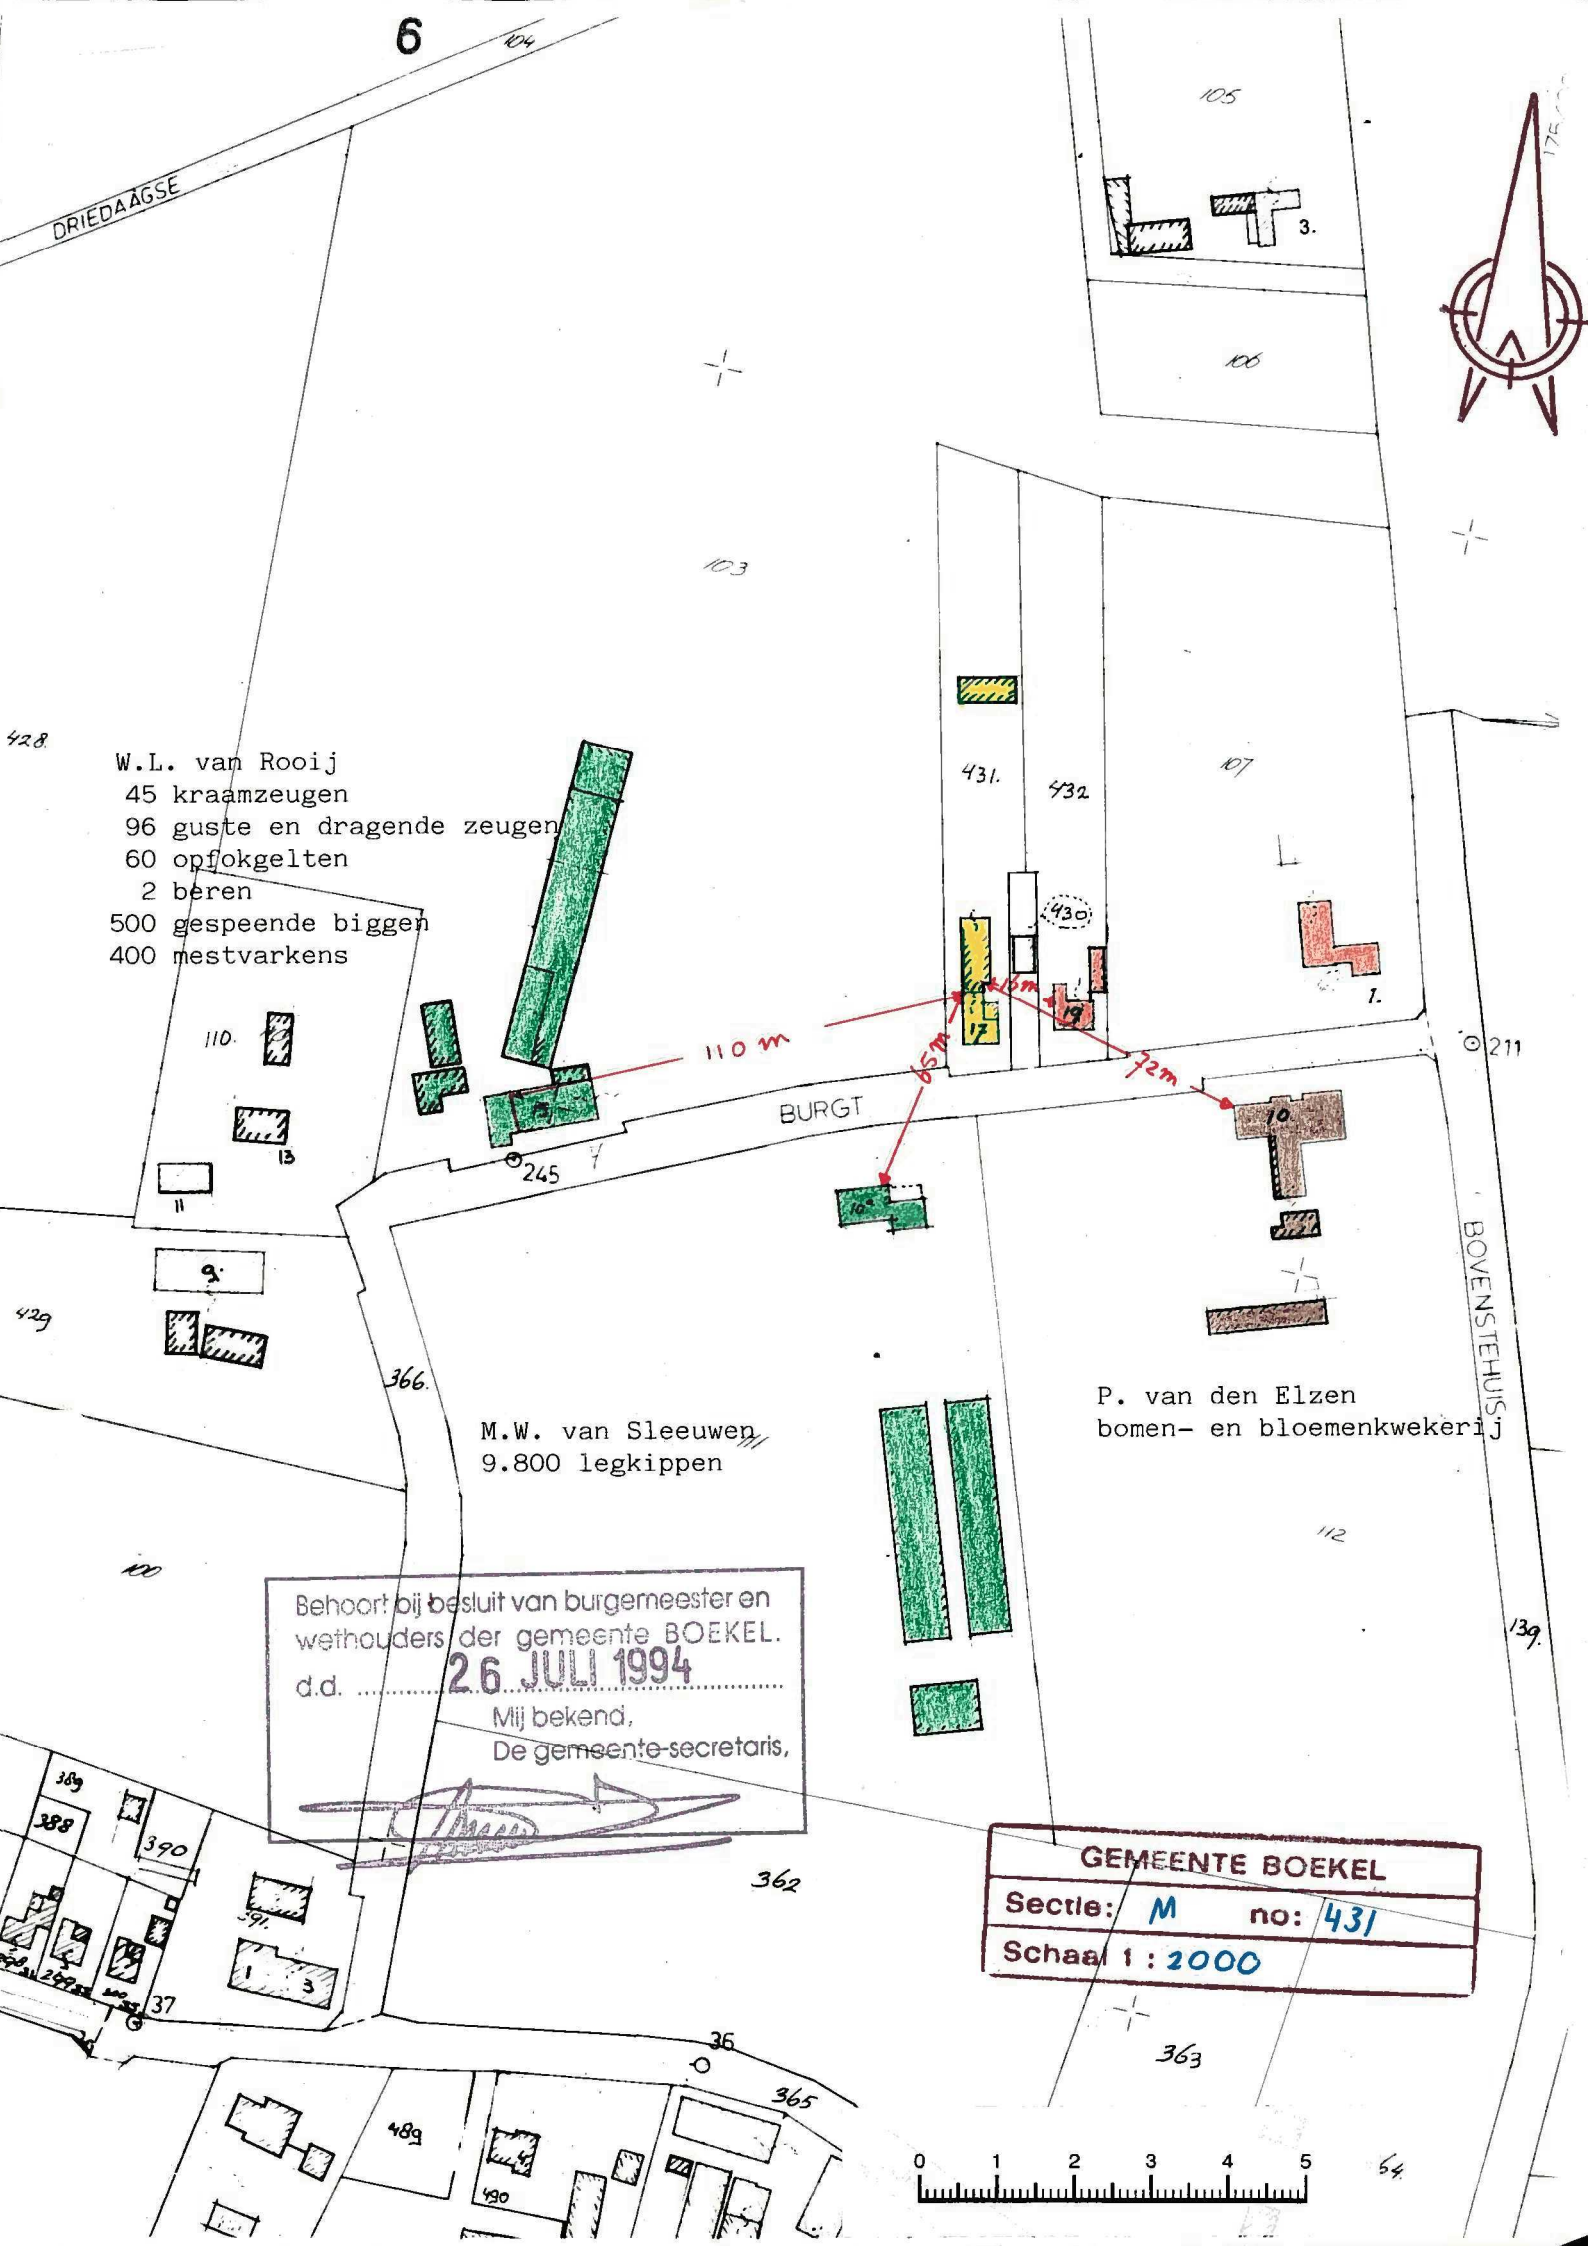 6
104
DRIEDAAGSE
105
3.
106
103
428.
W.L. van Rooij
45 kraamzeugen
96 guste en dragende zeugen
60 opfokgelten
2 beren
500 gespeende biggen
400 mestvarkens
431.
432
107
430
1.
16m
17
19
110 m
65m
72m
110.
13
11
15
245
BURGT
211
10
10a
9.
429
366.
BOVENSTEHUIS
M.W. van Sleeuwen
9.800 legkippen
P. van den Elzen
bomen- en bloemenkwekerij
100
112
139.
Behoort bij besluit van burgemeester en
wethouders der gemeente BOEKEL.
d.d. 26 JULI 1994
Mij bekend,
De gemeente-secretaris,
389
388
390
391.
1
3
37
362
GEMEENTE BOEKEL
Sectie: M no: 431
Schaal 1 : 2000
363
36
365
489
490
4
0 1 2 3 4 5
64.